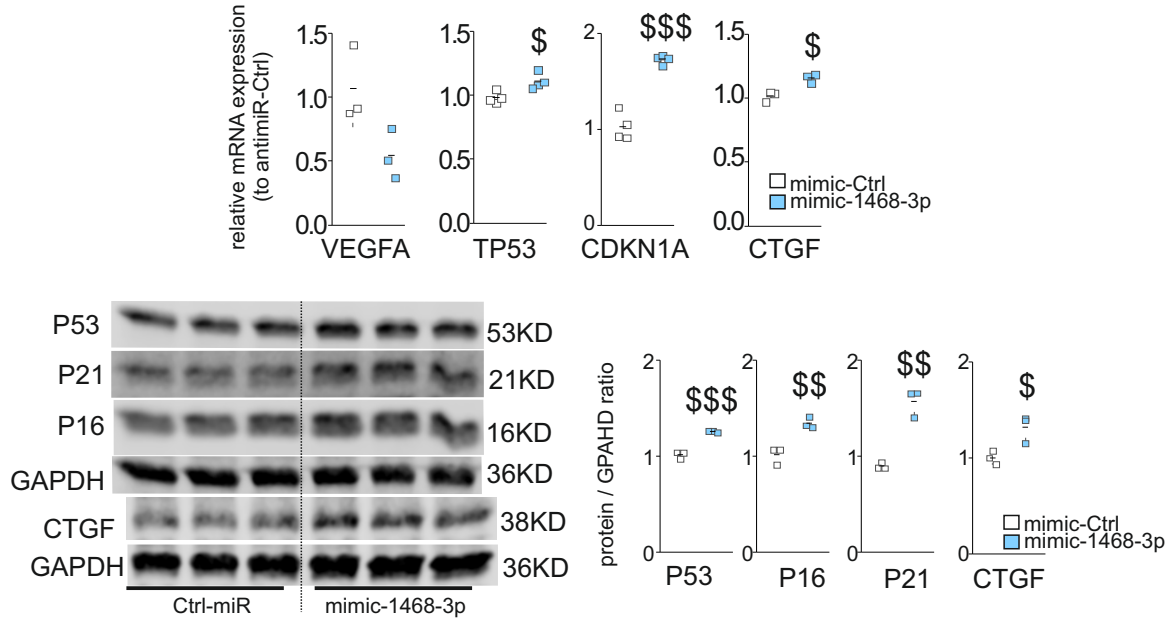 relative mRNA expression
(to antimiR-Ctrl)
1.5
1.0
0.5
0.0
VEGFA
1.5
1.0
0.5
0.0
$
TP53
2
1
0
$$$
CDKN1A
1.5
1.0
1.5
0.0
$
CTGF
mimic-Ctrl
mimic-1468-3p
P53
53KD
P21
21KD
P16
16KD
GAPDH
36KD
CTGF
38KD
GAPDH
36KD
Ctrl-miR
mimic-1468-3p
protein / GPAHD ratio
2
1
0
$$$
P53
2
1
0
$$
P16
2
1
0
$$
P21
2
1
0
$
CTGF
mimic-Ctrl
mimic-1468-3p